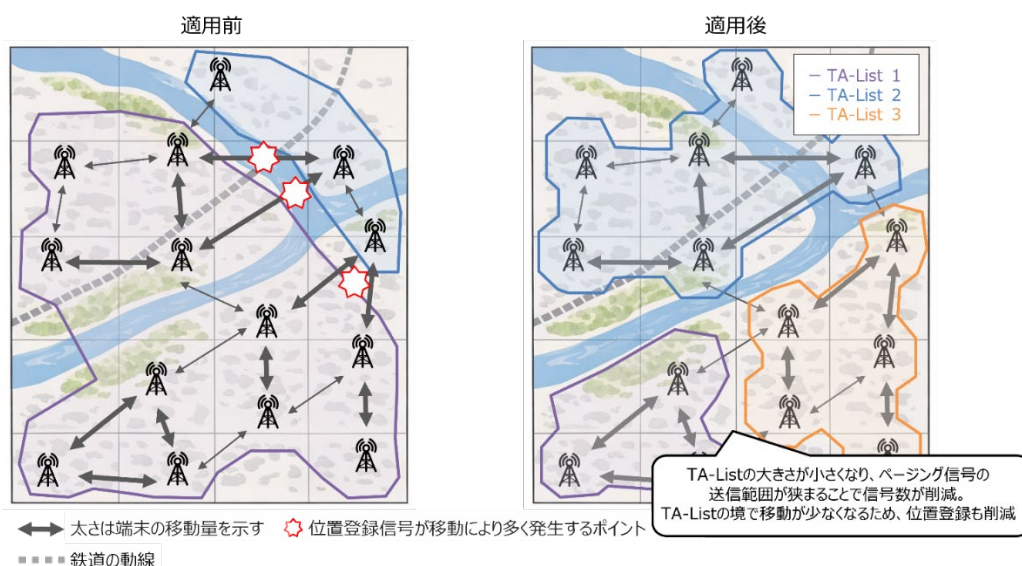 適用前
適用後
TA-List 1
TA-List 2
TA-List 3
TA-Listの大きさが小さくなり、ページング信号の
送信範囲が狭まることで信号数が削減。
TA-Listの境で移動が少なくなるため、位置登録も削減
太さは端末の移動量を示す
位置登録信号が移動により多く発生するポイント
鉄道の動線